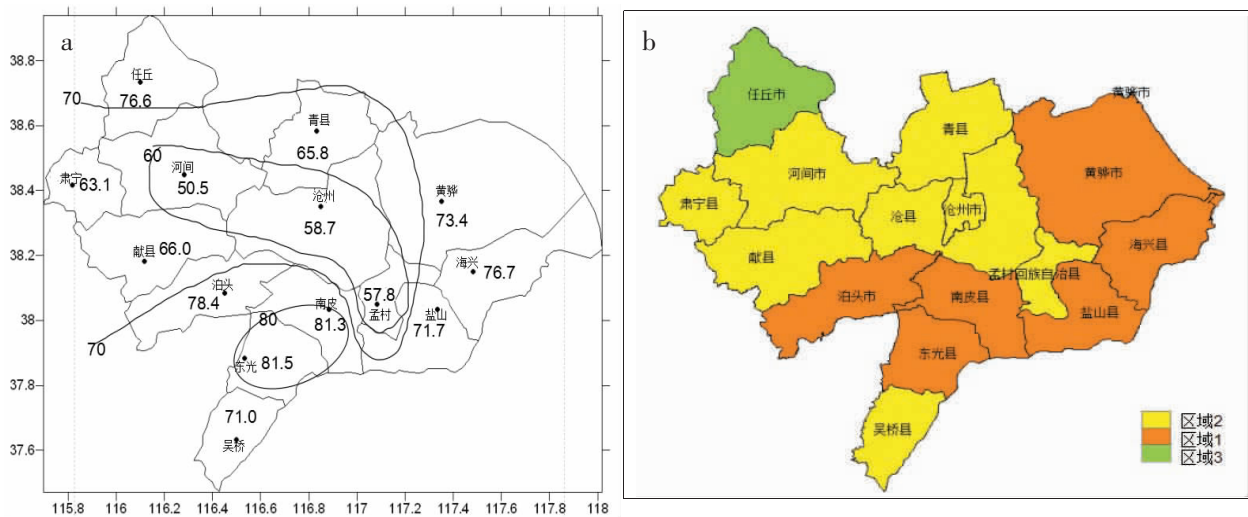 a
38.8
38.6
38.4
38.2
38
37.8
37.6
115.8
116
116.2
116.4
116.6
116.8
117
117.2
117.4
117.6
117.8
118
任丘
76.6
70
青县
65.8
60
河间
50.5
肃宁
63.1
沧州
58.7
黄骅
73.4
献县
66.0
海兴
76.7
泊头
78.4
南皮
81.3
57.8
孟村
盐山
71.7
80
70
81.5
东光
71.0
吴桥
b
任丘市
黄骅市
青县
河间市
黄骅市
肃宁县
沧县
沧州市
海兴县
献县
孟村回族自治县
泊头市
南皮县
盐山县
东光县
吴桥县
区域2
区域1
区域3